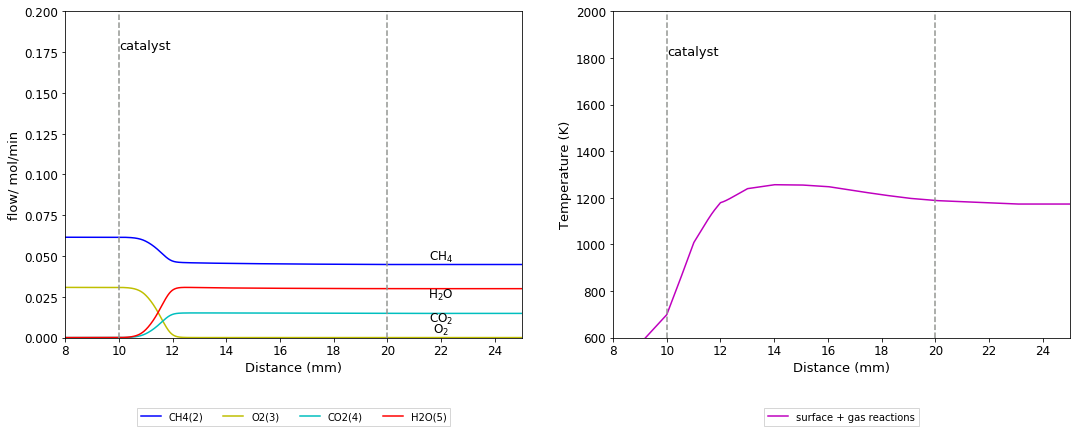 0.200
0.175
0.150
0.125
0.100
0.075
0.050
0.025
0.000
flow/ mol/min
catalyst
CH₄
H₂O
CO₂
O₂
8 10 12 14 16 18 20 22 24
Distance (mm)
CH4(2) O2(3) CO2(4) H2O(5)
2000
1800
1600
1400
1200
1000
800
600
Temperature (K)
catalyst
8 10 12 14 16 18 20 22 24
Distance (mm)
surface + gas reactions